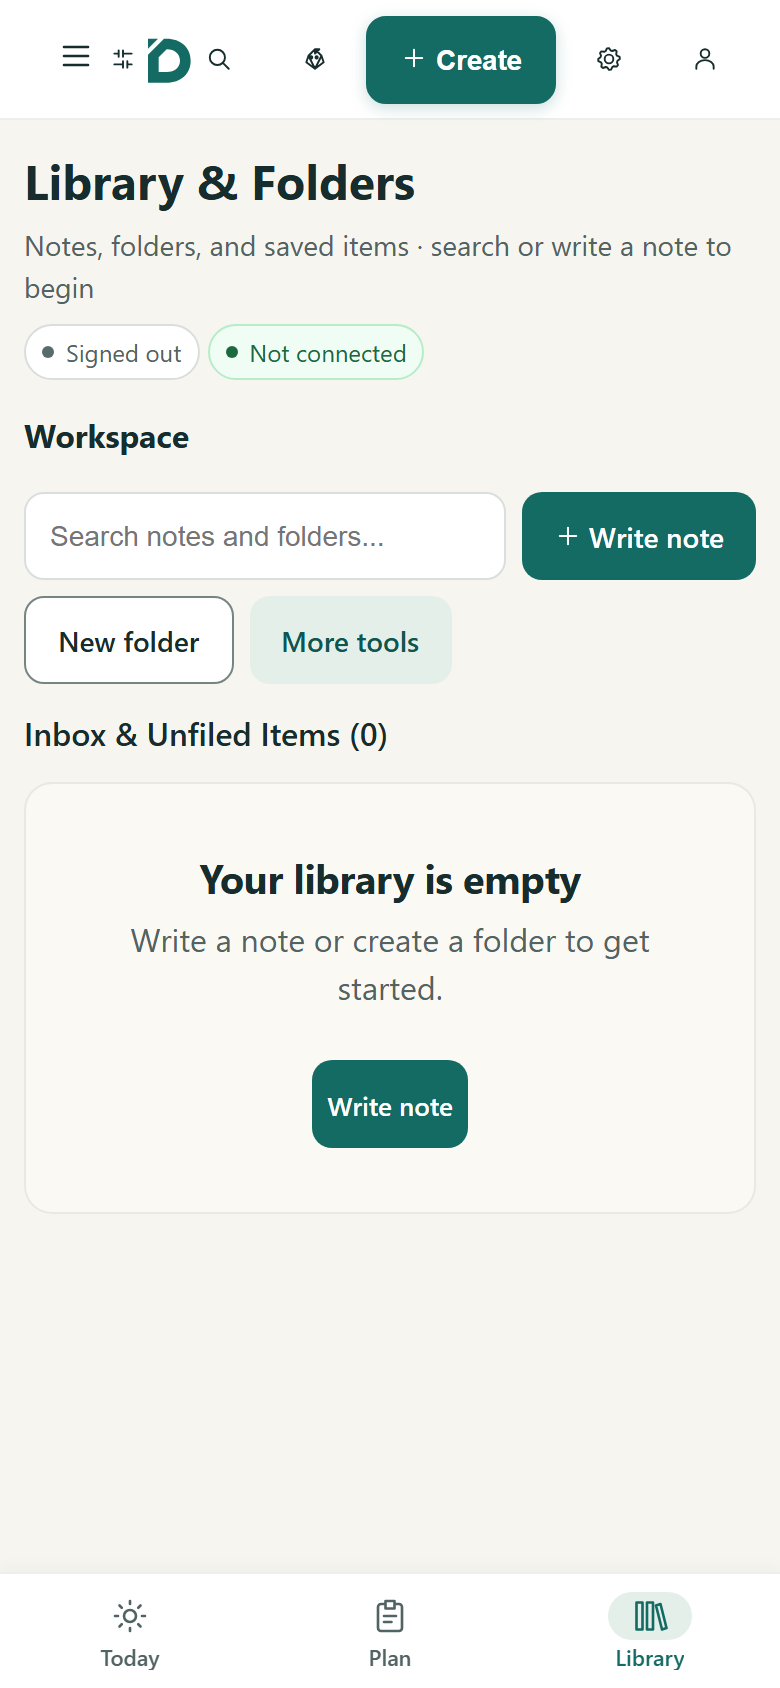 + Create
Library & Folders
Notes, folders, and saved items · search or write a note to
begin
Signed out
Not connected
Workspace
Search notes and folders...
+ Write note
New folder
More tools
Inbox & Unfiled Items (0)
Your library is empty
Write a note or create a folder to get
started.
Write note
Today
Plan
Library